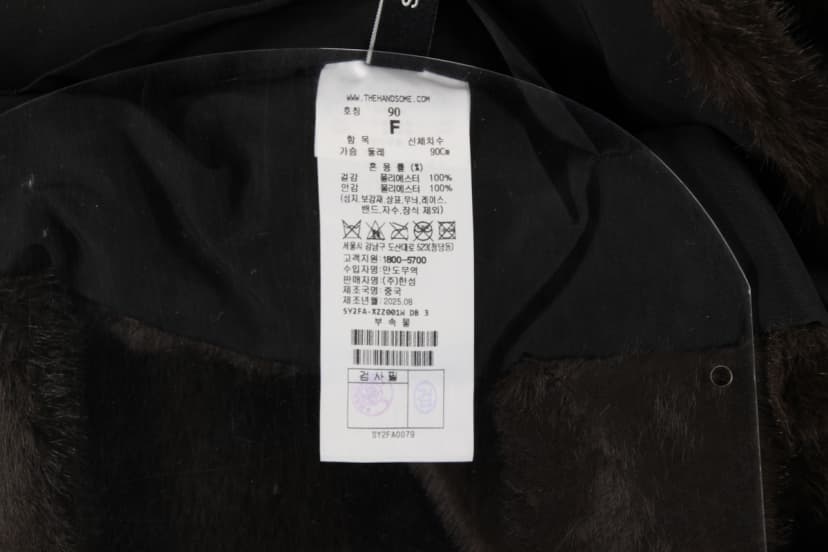 S
WWW.THEHANDSOME.COM
호칭 90
F
항 목 신체치수
가슴 둘레 90Cm
혼 용 률 (%)
겉감 폴리에스터 100%
안감 폴리에스터 100%
(심지,보강재,상표,무늬,레이스,
밴드,자수,장식 제외)
서울시 강남구 도산대로 523(청담동)
고객지원:1800-5700
수입자명:만도무역
판매자명:(주)한섬
제조국명:중국
제조년월:2025.08
SY2FA-XZZ001W DB 3
부 속 물
검 사 필
SY2FA0079